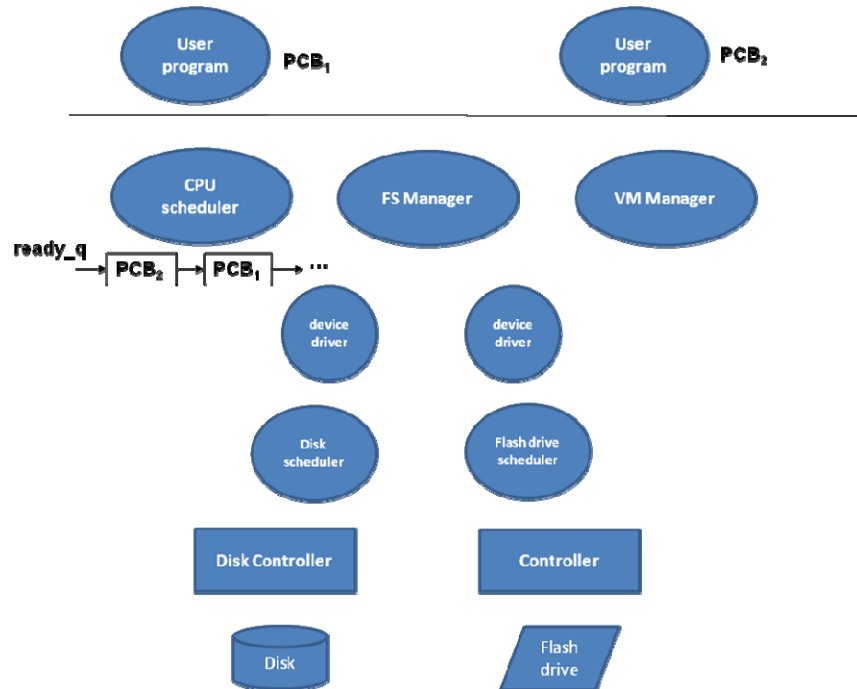 User
program
PCB₁
User
program
PCB₂
CPU
scheduler
FS Manager
VM Manager
ready_q
PCB₂
PCB₁
...
device
driver
device
driver
Disk
scheduler
Flash drive
scheduler
Disk Controller
Controller
Disk
Flash
drive